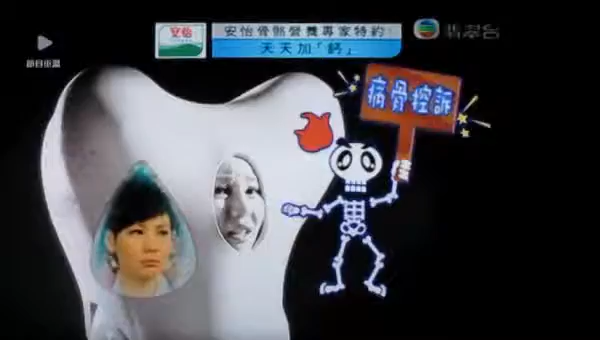 安怡
安怡骨骼營養專家特約:
天天加「鈣」
翡翠台
節目重溫
病骨控訴